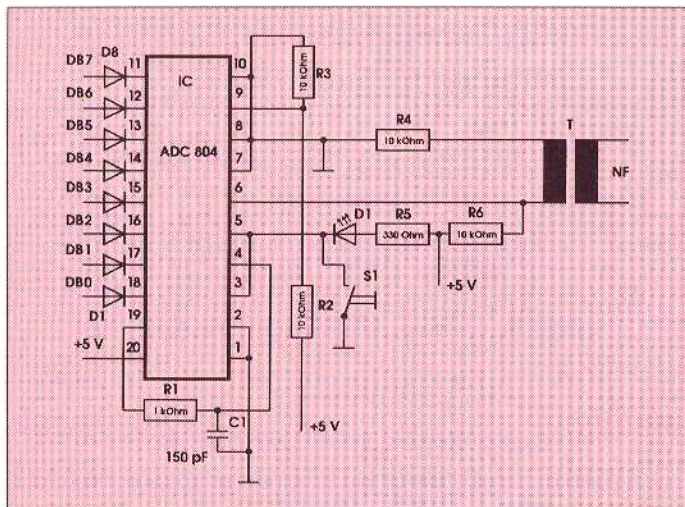 DB7 D8 11
DB6 12
DB5 13
DB4 14
DB3 15
DB2 16
DB1 17
DB0 18
D1 19
+5 V 20
IC
ADC 804
10
9
8
7
6
5
4
3
2
1
10 kOhm R3
R4
10 kOhm
T
NF
D1
R5
330 Ohm
R6
10 kOhm
S1
+5 V
R2
10 kOhm
+5 V
R1
1 kOhm
C1
150 pF